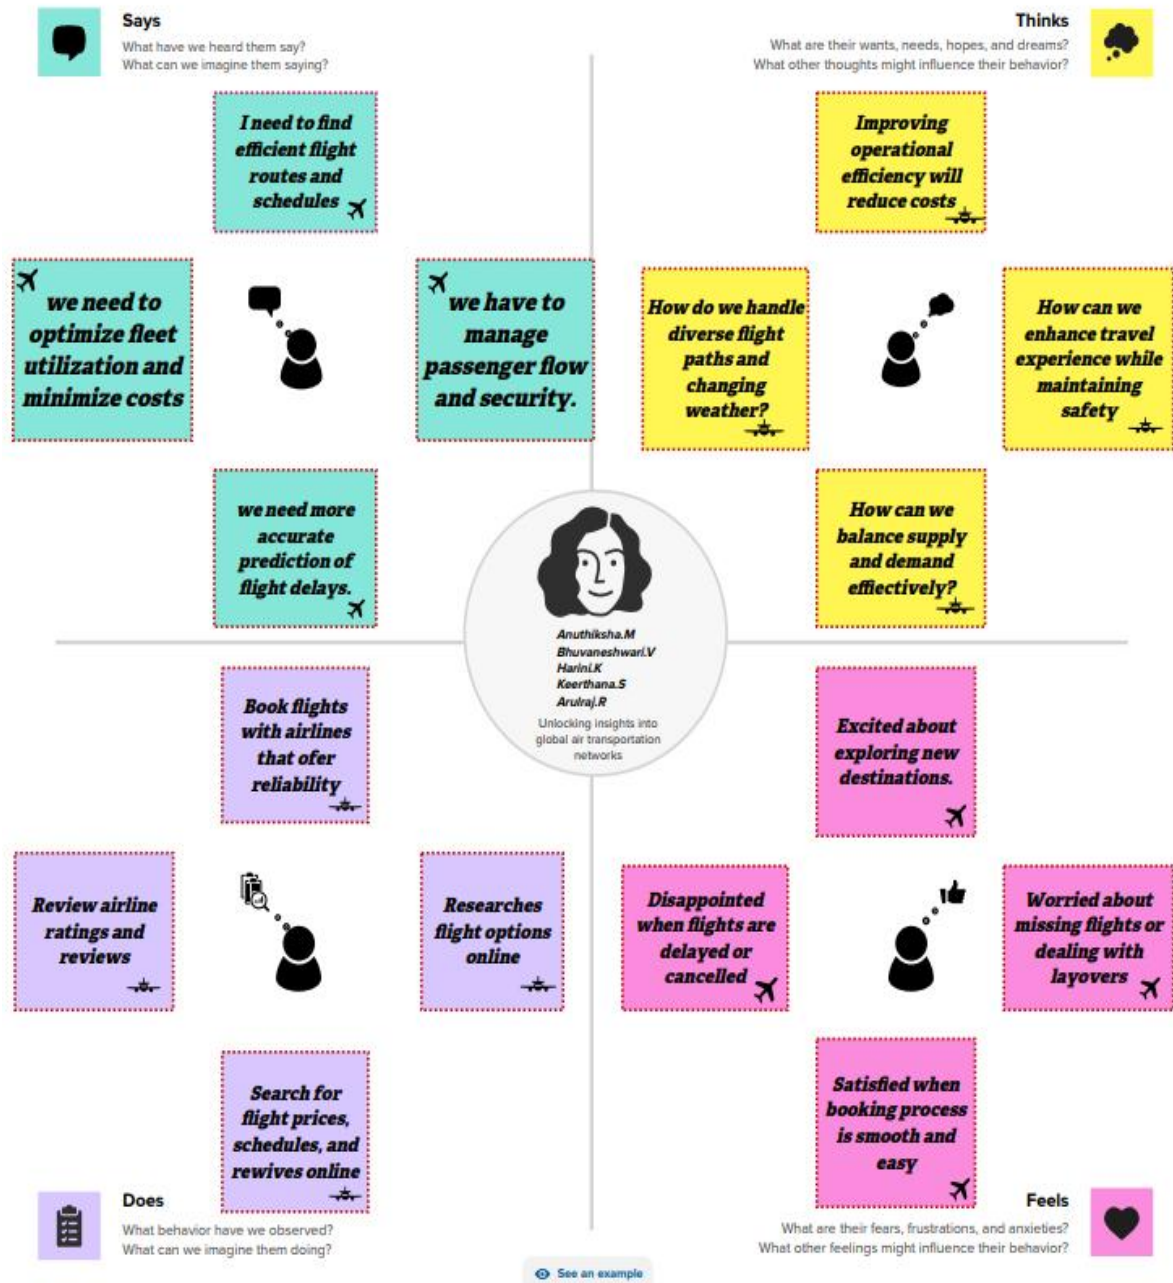 Says
What have we heard them say?
What can we imagine them saying?
Thinks
What are their wants, needs, hopes, and dreams?
What other thoughts might influence their behavior?
I need to find
efficient flight
routes and
schedules
we need to
optimize fleet
utilization and
minimize costs
we have to
manage
passenger flow
and security.
we need more
accurate
prediction of
flight delays.
Improving
operational
efficiency will
reduce costs
How do we handle
diverse flight
paths and
changing
weather?
How can we
enhance travel
experience while
maintaining
safety
How can we
balance supply
and demand
effiectively?
Anuthiksha.M
Bhuvaneshwari.V
Harini.K
Keerthana.S
Arulraj.R
Unlocking insights into
global air transportation
networks
Book flights
with airlines
that ofer
reliability
Review airline
ratings and
reviews
Researches
flight options
online
Search for
flight prices,
schedules, and
rewives online
Excited about
exploring new
destinations.
Disappointed
when flights are
delayed or
cancelled
Worried about
missing flights or
dealing with
layovers
Satisfied when
booking process
is smooth and
easy
Does
What behavior have we observed?
What can we imagine them doing?
Feels
What are their fears, frustrations, and anxieties?
What other feelings might influence their behavior?
See an example